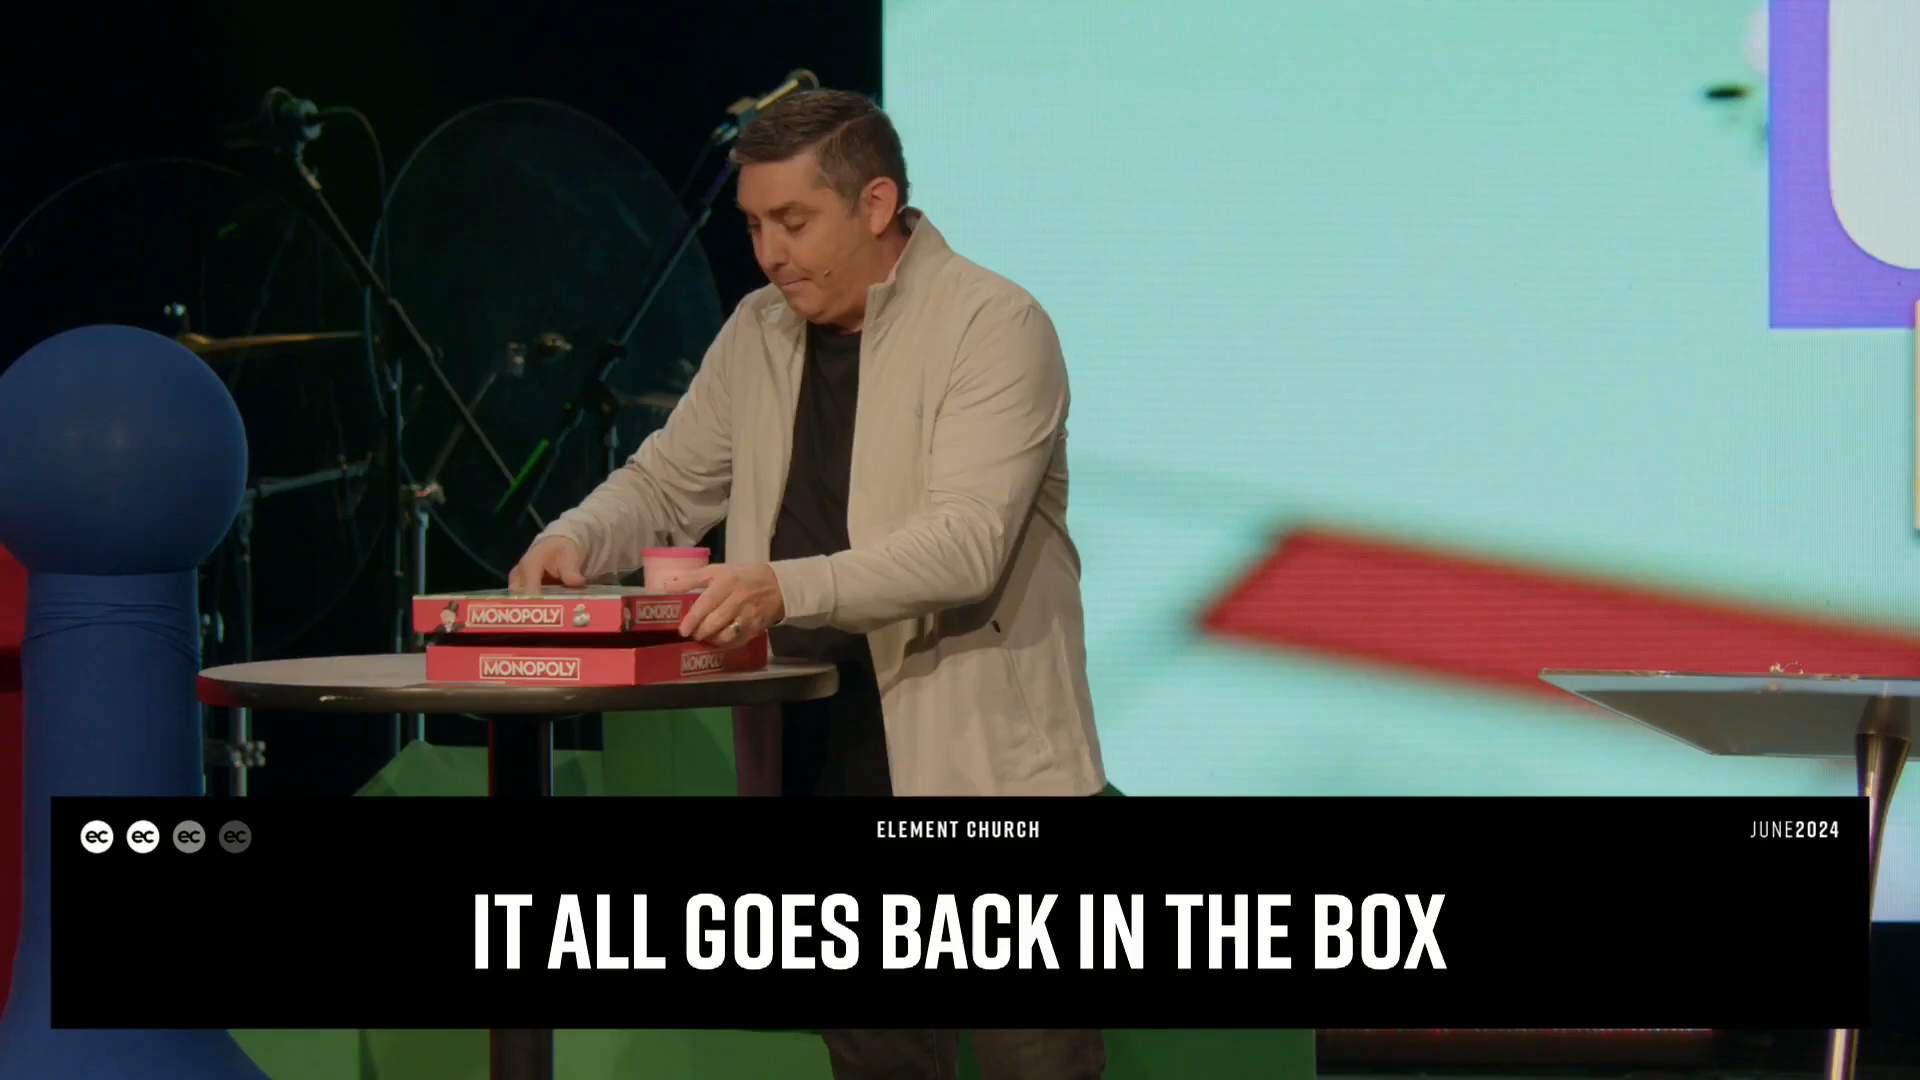 MONOPOLY MONOPOLY
MONOPOLY MONOPOLY
ec ec ec ec
ELEMENT CHURCH
JUNE2024
IT ALL GOES BACK IN THE BOX